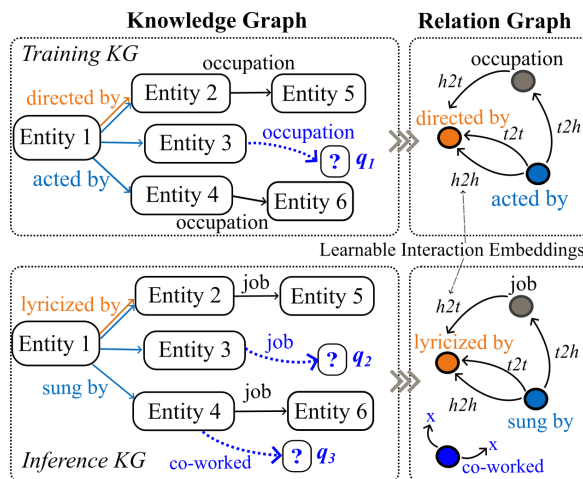 Knowledge Graph
Relation Graph
Training KG
occupation
directed by
Entity 2
Entity 5
Entity 1
Entity 3
occupation
? q1
acted by
Entity 4
Entity 6
occupation
occupation
h2t
directed by
t2t
t2h
h2h
acted by
Learnable Interaction Embeddings
lyricized by
Entity 2
job
Entity 5
Entity 1
Entity 3
job
? q2
sung by
Entity 4
job
Entity 6
? q3
co-worked
Inference KG
job
h2t
lyricized by
t2t
t2h
h2h
sung by
x
x
co-worked